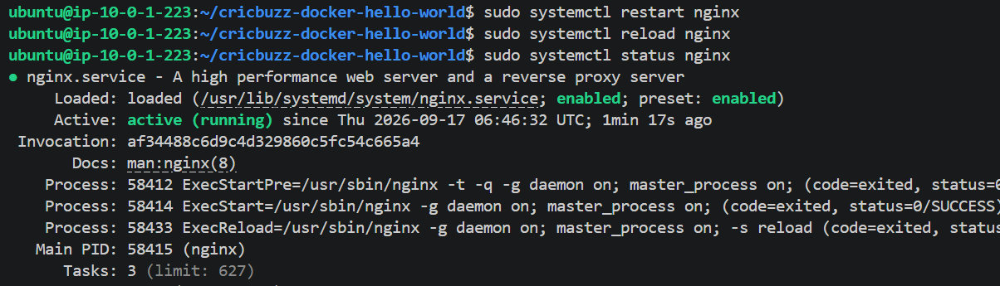 ubuntu@ip-10-0-1-223:~/cricbuzz-docker-hello-world$ sudo systemctl restart nginx
ubuntu@ip-10-0-1-223:~/cricbuzz-docker-hello-world$ sudo systemctl reload nginx
ubuntu@ip-10-0-1-223:~/cricbuzz-docker-hello-world$ sudo systemctl status nginx
● nginx.service - A high performance web server and a reverse proxy server
Loaded: loaded (/usr/lib/systemd/system/nginx.service; enabled; preset: enabled)
Active: active (running) since Thu 2026-09-17 06:46:32 UTC; 1min 17s ago
Invocation: af34488c6d9c4d329860c5fc54c665a4
Docs: man:nginx(8)
Process: 58412 ExecStartPre=/usr/sbin/nginx -t -q -g daemon on; master_process on; (code=exited, status=
Process: 58414 ExecStart=/usr/sbin/nginx -g daemon on; master_process on; (code=exited, status=0/SUCCESS)
Process: 58433 ExecReload=/usr/sbin/nginx -g daemon on; master_process on; -s reload (code=exited, status
Main PID: 58415 (nginx)
Tasks: 3 (limit: 627)